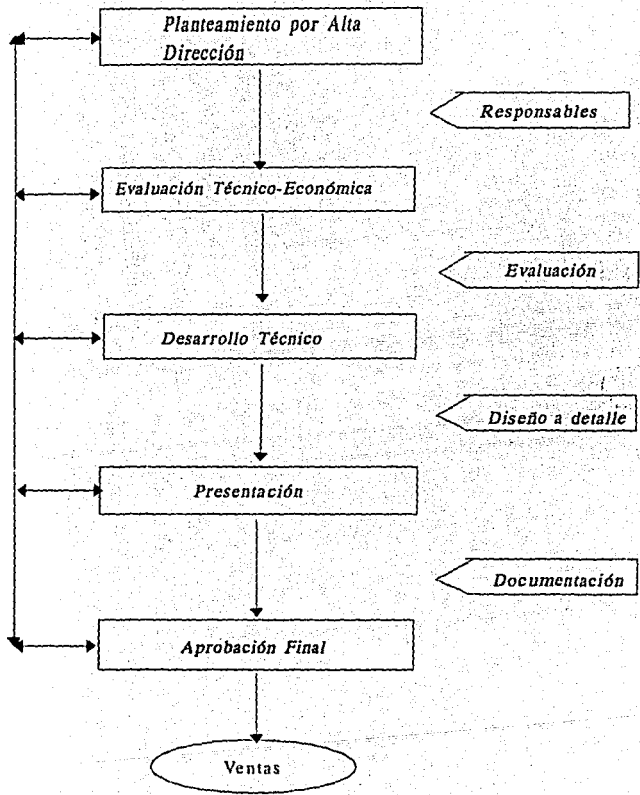 Planteamiento por Alta
Dirección
Responsables
Evaluación Técnico-Económica
Evaluación
Desarrollo Técnico
Diseño a detalle
Presentación
Documentación
Aprobación Final
Ventas